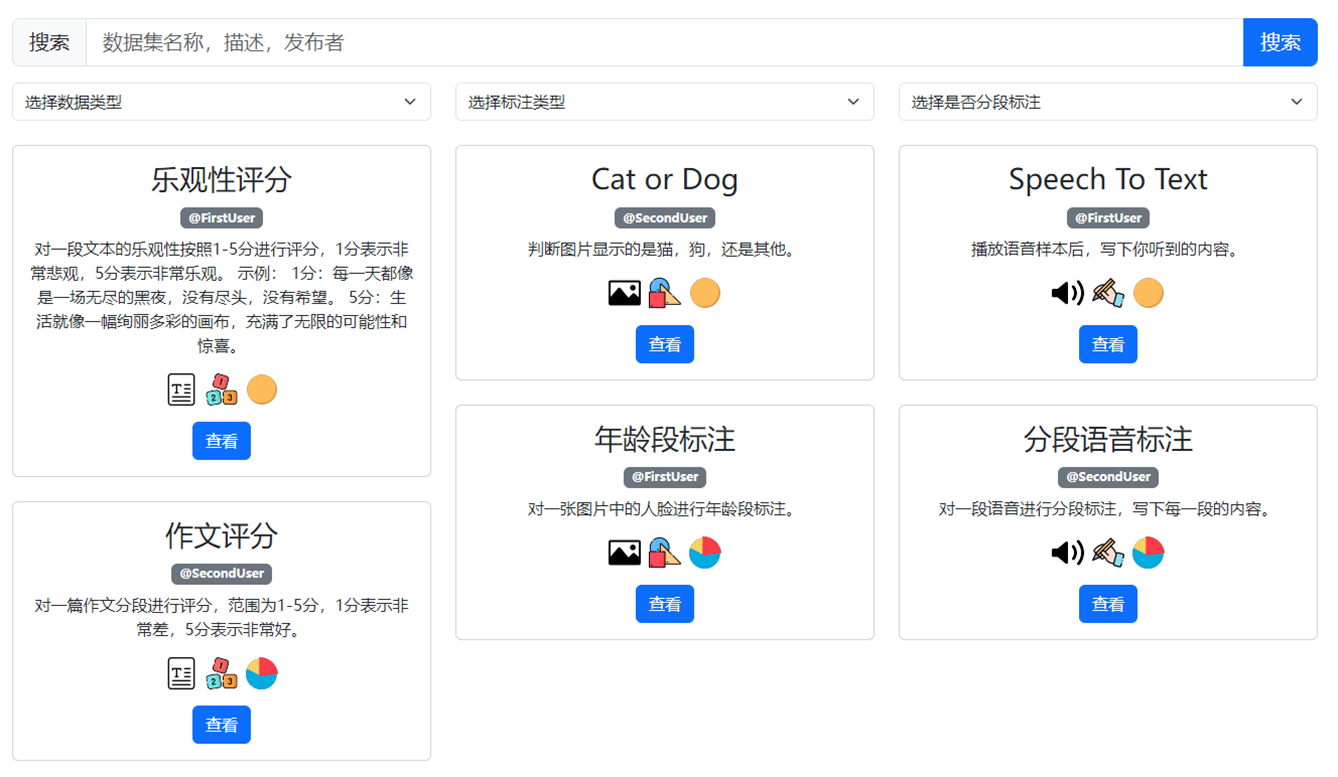 搜索 数据集名称，描述，发布者 搜索
选择数据类型
选择标注类型
选择是否分段标注
乐观性评分
@FirstUser
对一段文本的乐观性按照1-5分进行评分，1分表示非
常悲观，5分表示非常乐观。 示例： 1分：每一天都像
是一场无尽的黑夜，没有尽头，没有希望。 5分：生
活就像一幅绚丽多彩的画布，充满了无限的可能性和
惊喜。
TE
1
2 3
查看
Cat or Dog
@SecondUser
判断图片显示的是猫，狗，还是其他。
查看
Speech To Text
@FirstUser
播放语音样本后，写下你听到的内容。
查看
年龄段标注
@FirstUser
对一张图片中的人脸进行年龄段标注。
查看
分段语音标注
@SecondUser
对一段语音进行分段标注，写下每一段的内容。
查看
作文评分
@SecondUser
对一篇作文分段进行评分，范围为1-5分，1分表示非
常差，5分表示非常好。
TE
1
2 3
查看